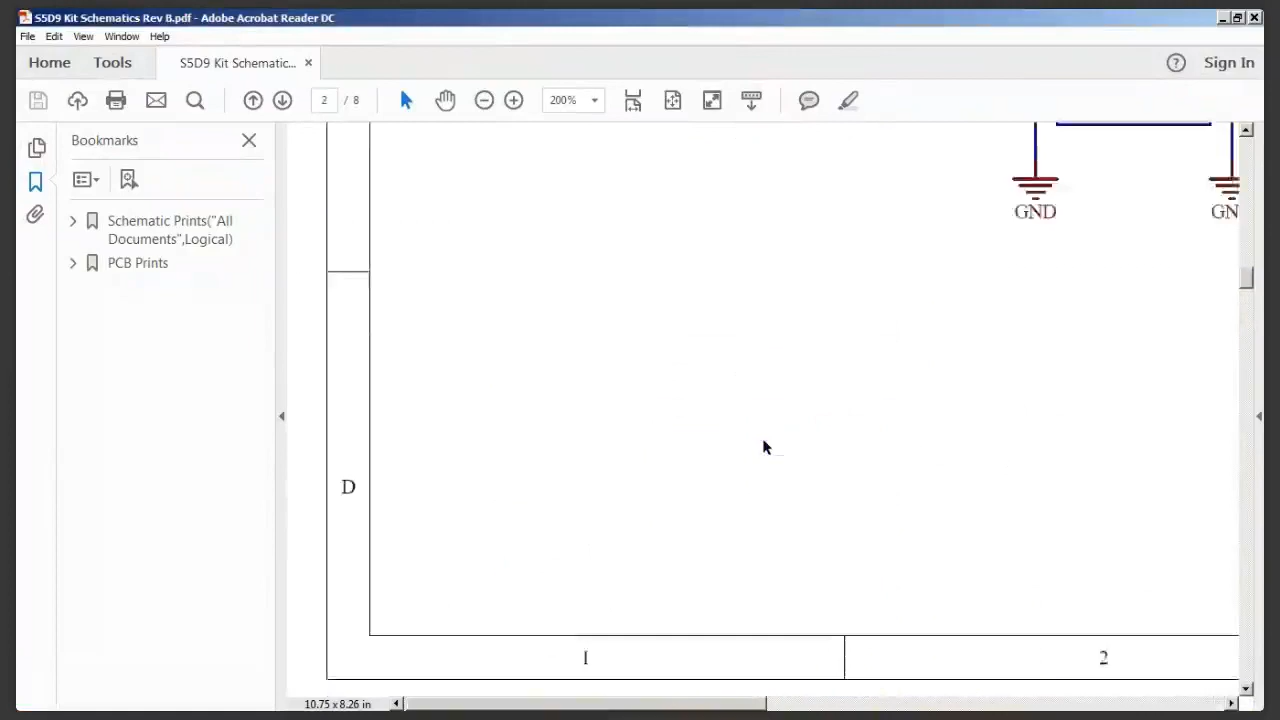 S5D9 Kit Schematics Rev B.pdf - Adobe Acrobat Reader DC
File Edit View Window Help
Home Tools S5D9 Kit Schematic... × Sign In
2 / 8 200%
Bookmarks
Schematic Prints("All
Documents",Logical)
PCB Prints
GND GN
D
1 2
10.75 x 8.26 in